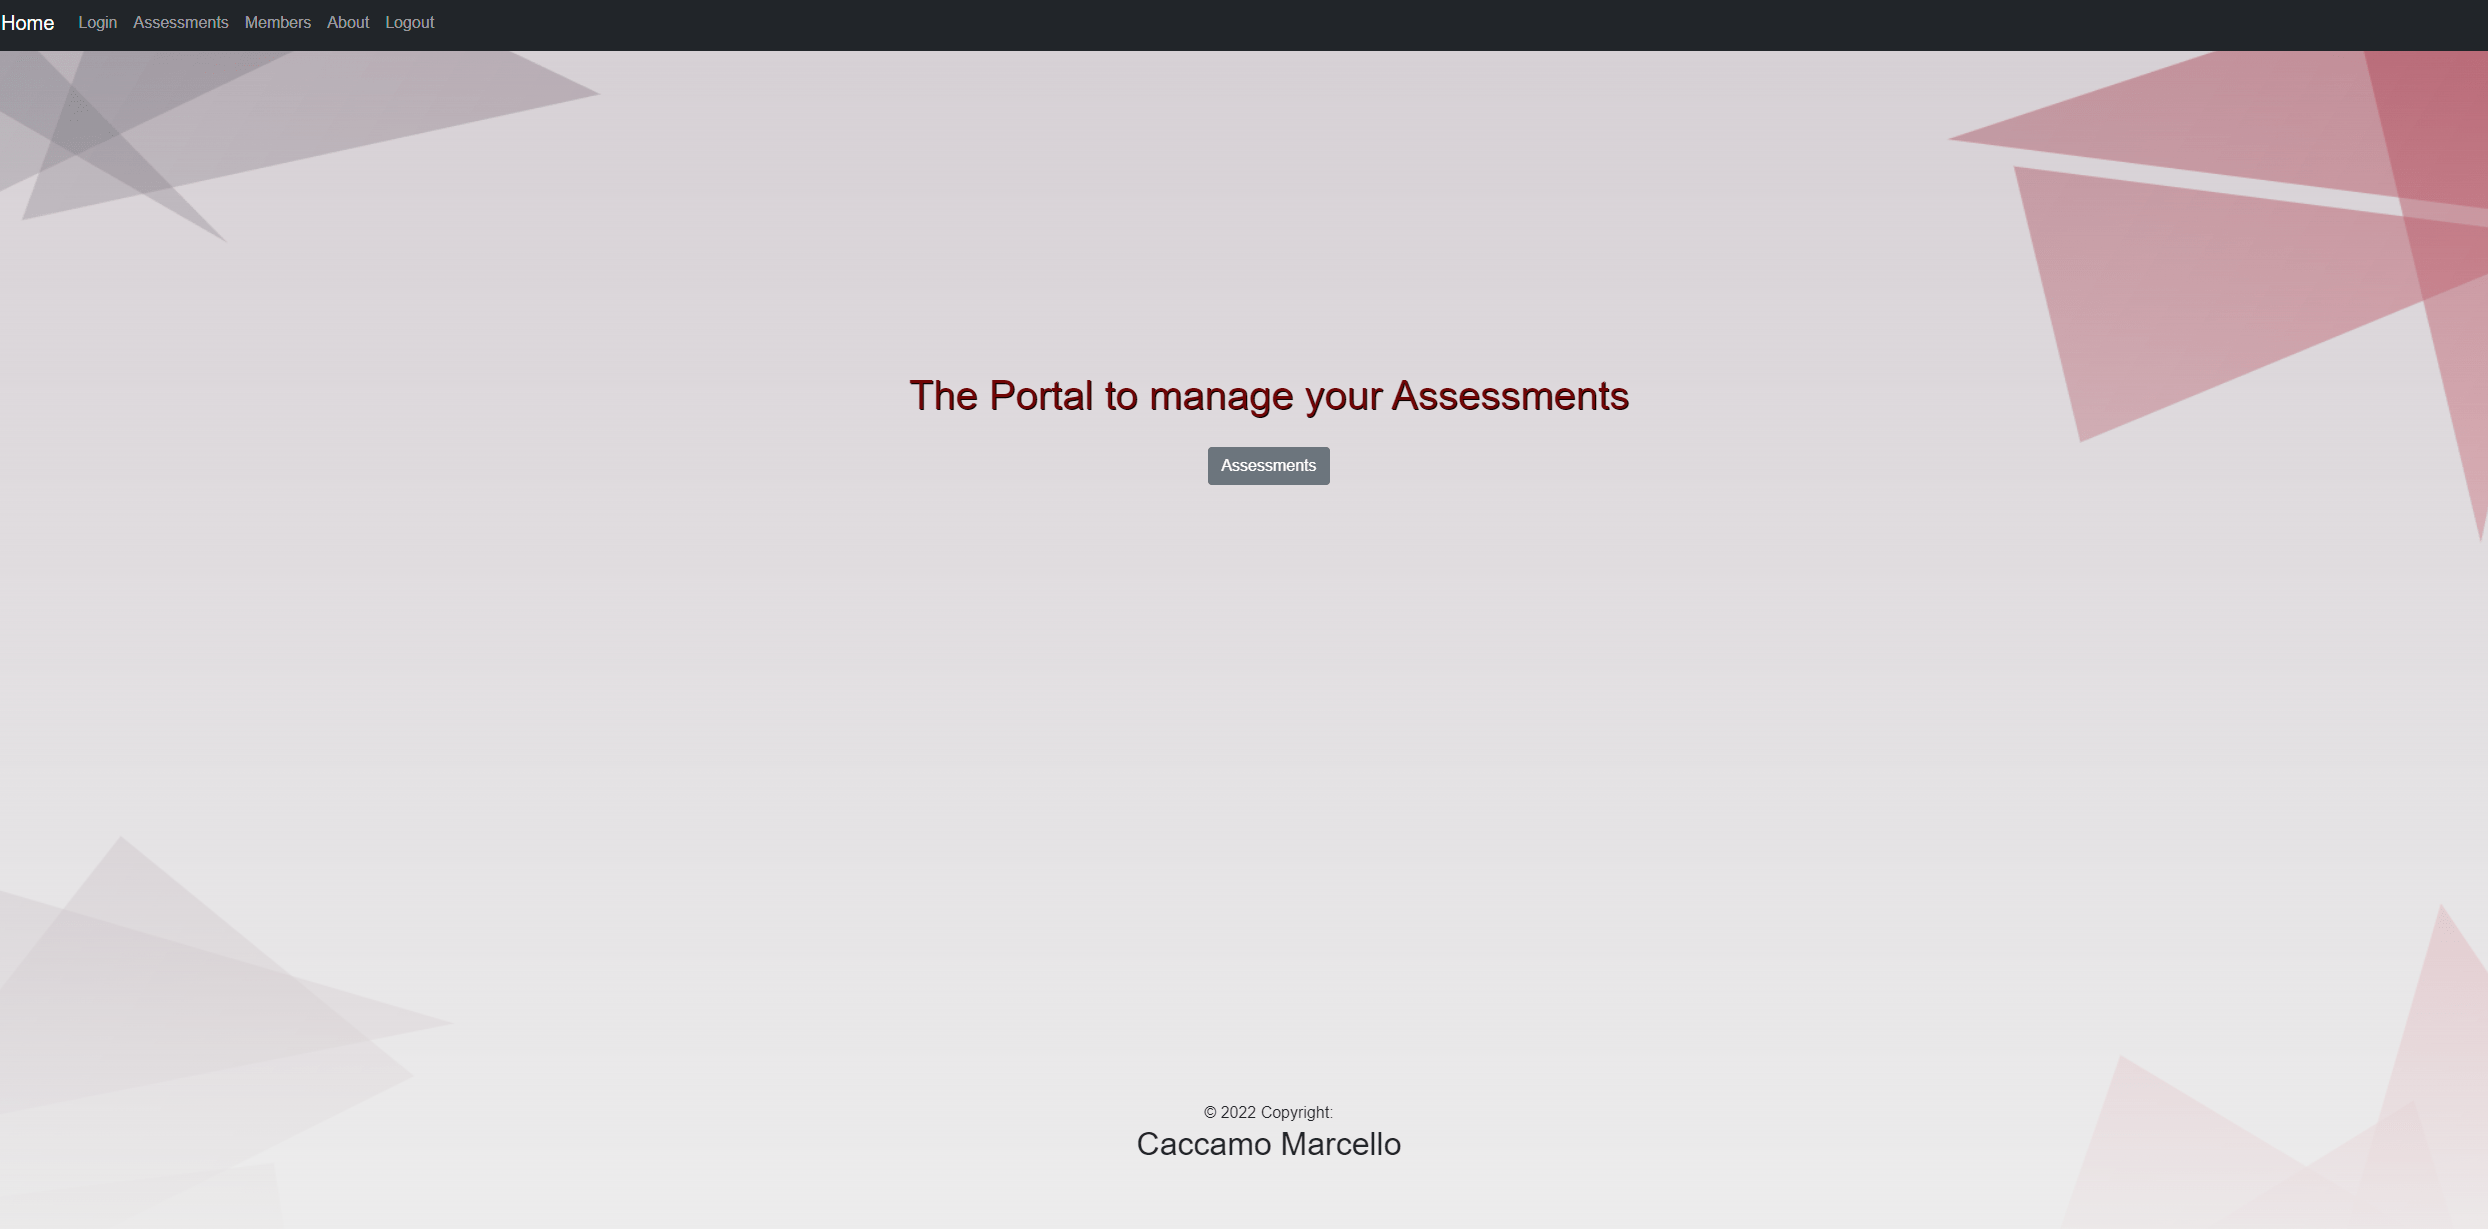 Home Login Assessments Members About Logout
The Portal to manage your Assessments
Assessments
© 2022 Copyright:
Caccamo Marcello